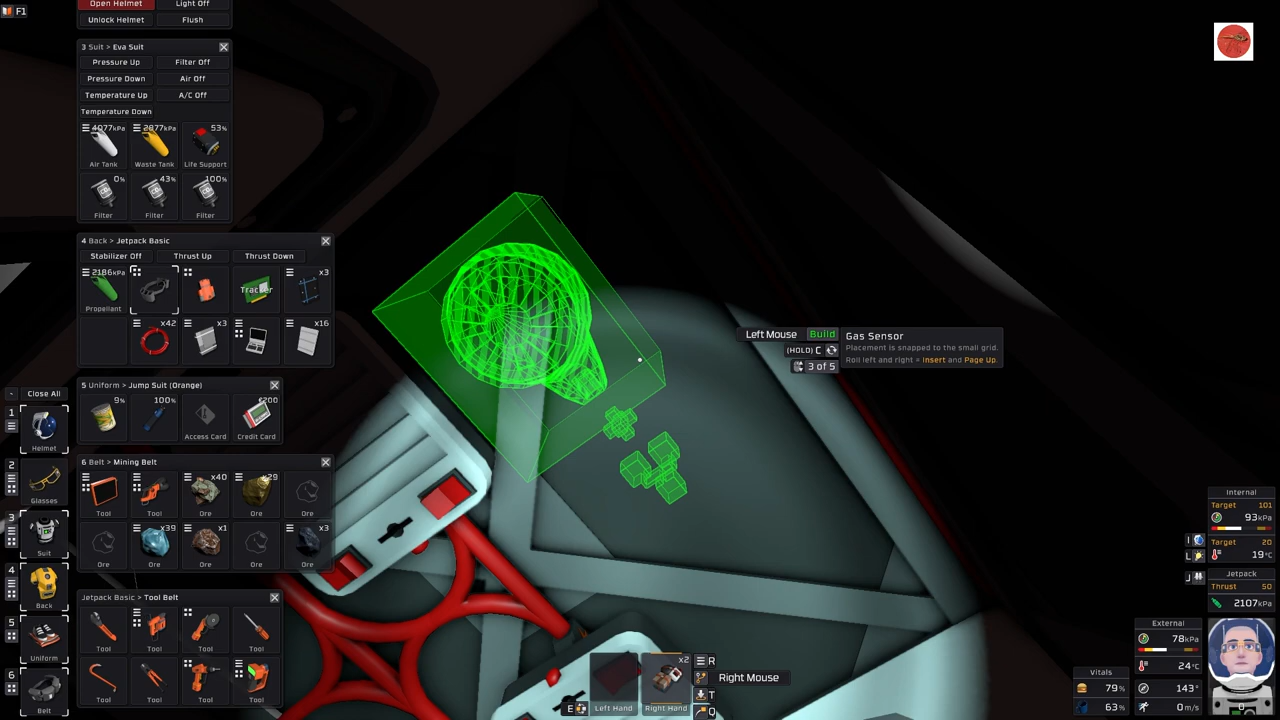 F1
Open Helmet Light Off
Unlock Helmet Flush
3 Suit > Eva Suit
Pressure Up Filter Off
Pressure Down Air Off
Temperature Up A/C Off
Temperature Down
4077kPa 2877kPa 53%
Air Tank Waste Tank Life Support
0% 43% 100%
Filter Filter Filter
4 Back > Jetpack Basic
Stabilizer Off Thrust Up Thrust Down
2186kPa Tracker x3
Propellant
x42 x3 x16
5 Uniform > Jump Suit (Orange)
9% 100% €200
Access Card Credit Card
6 Belt > Mining Belt
x40 x29
Tool Tool Ore Ore Ore
x39 x1 x3
Ore Ore Ore Ore Ore
Jetpack Basic > Tool Belt
Tool Tool Tool Tool
Tool Tool Tool Tool
- Close All
1
Helmet
2
Glasses
3
Suit
4
Back
5
Uniform
6
Belt
Left Mouse Build
(HOLD) C
3 of 5
Gas Sensor
Placement is snapped to the small grid.
Roll left and right = Insert and Page Up.
x2 R
Right Mouse
T
E Left Hand Right Hand Q
Internal
Target 101
93kPa
Target 20
19°C
I
L
J
Jetpack
Thrust 50
2107kPa
External
78kPa
24°C
143°
0m/s
Vitals
79%
63%
0